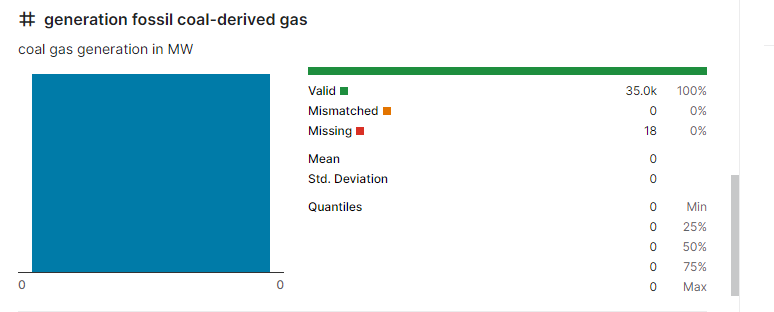 # generation fossil coal-derived gas
coal gas generation in MW
Valid 35.0k 100%
Mismatched 0 0%
Missing 18 0%
Mean 0
Std. Deviation 0
Quantiles 0 Min
0 25%
0 50%
0 75%
0 Max
0 0